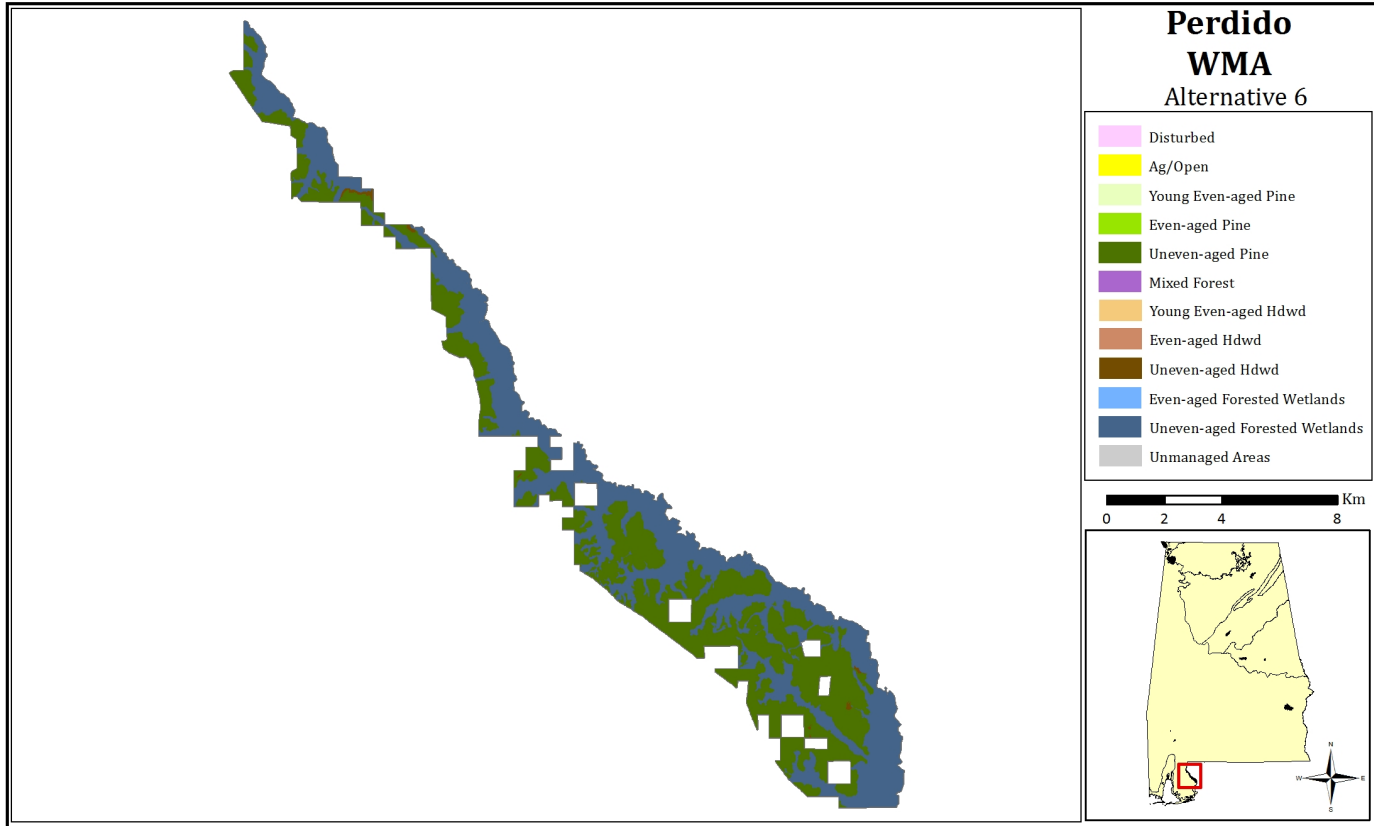 Perdido
WMA
Alternative 6
Disturbed
Ag/Open
Young Even-aged Pine
Even-aged Pine
Uneven-aged Pine
Mixed Forest
Young Even-aged Hdwd
Even-aged Hdwd
Uneven-aged Hdwd
Even-aged Forested Wetlands
Uneven-aged Forested Wetlands
Unmanaged Areas
Km
0 2 4 8
N
W E
S